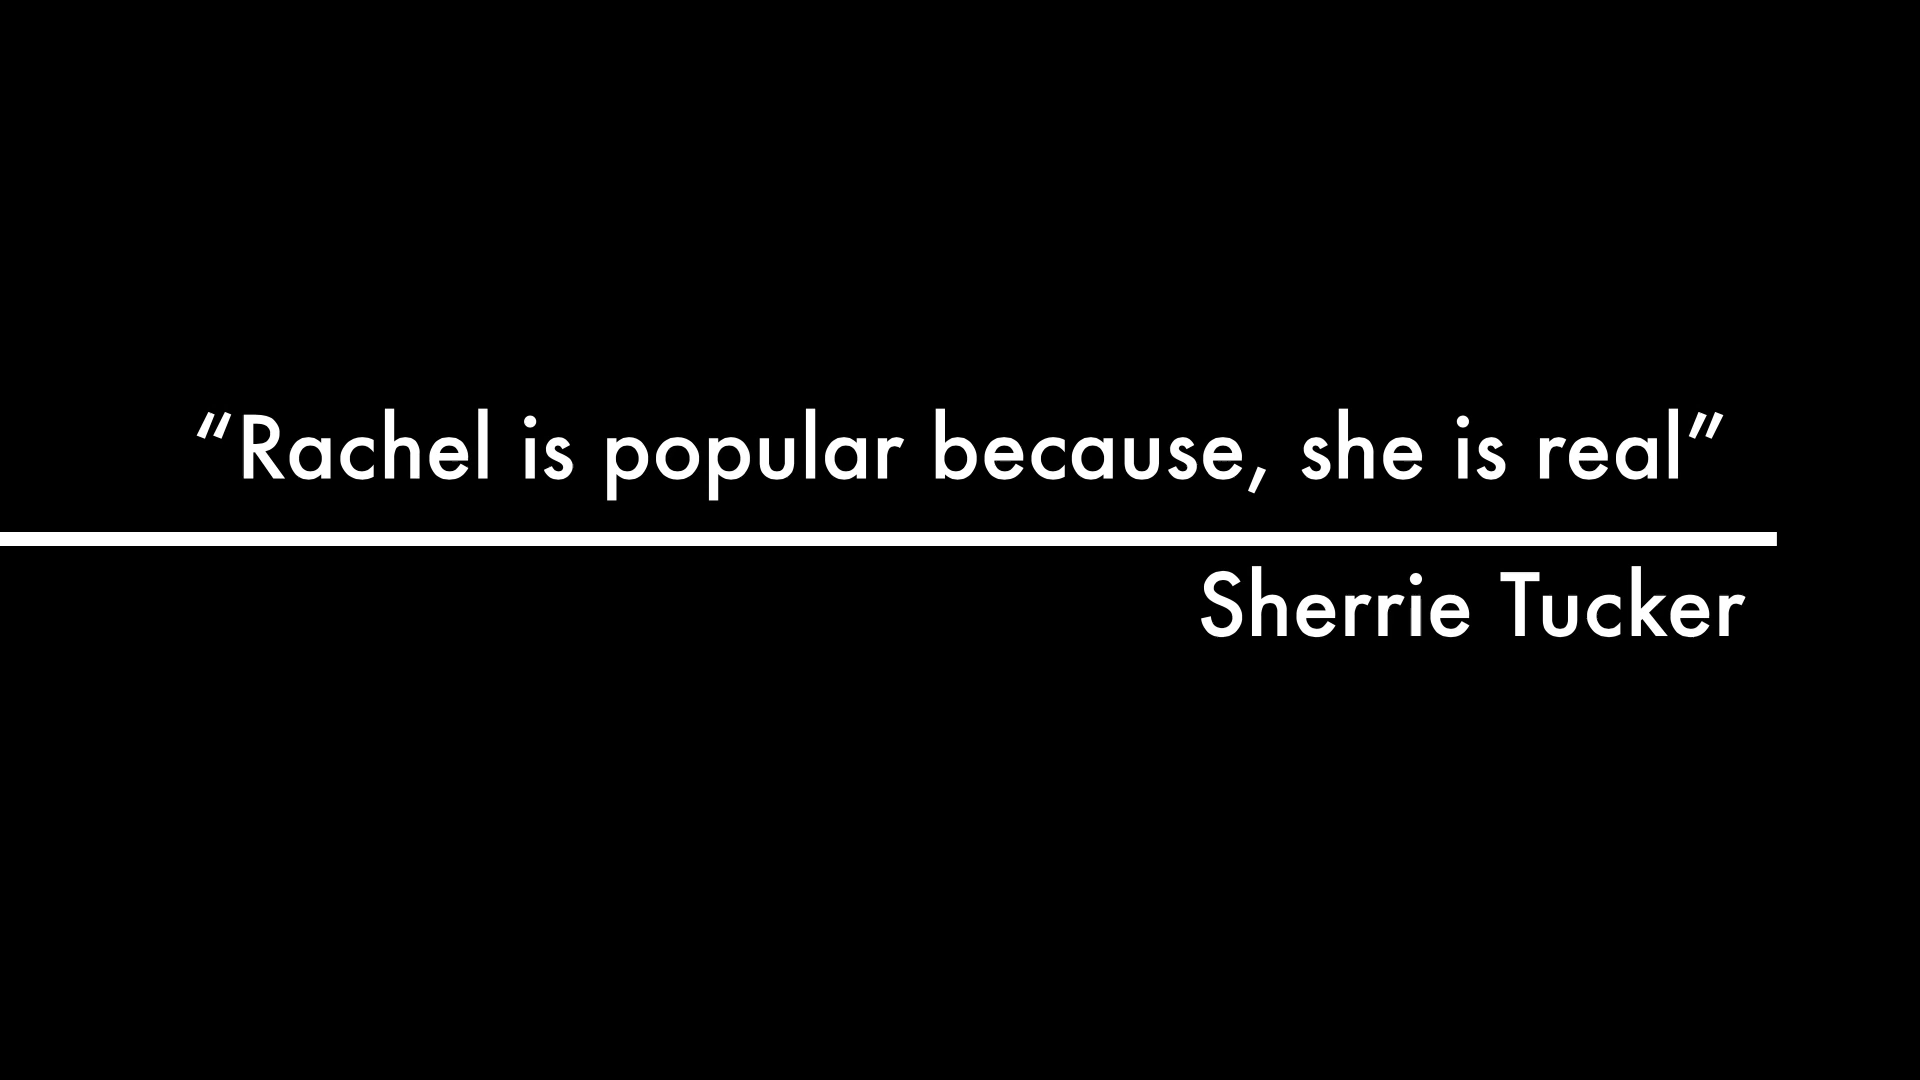 “Rachel is popular because, she is real”
Sherrie Tucker